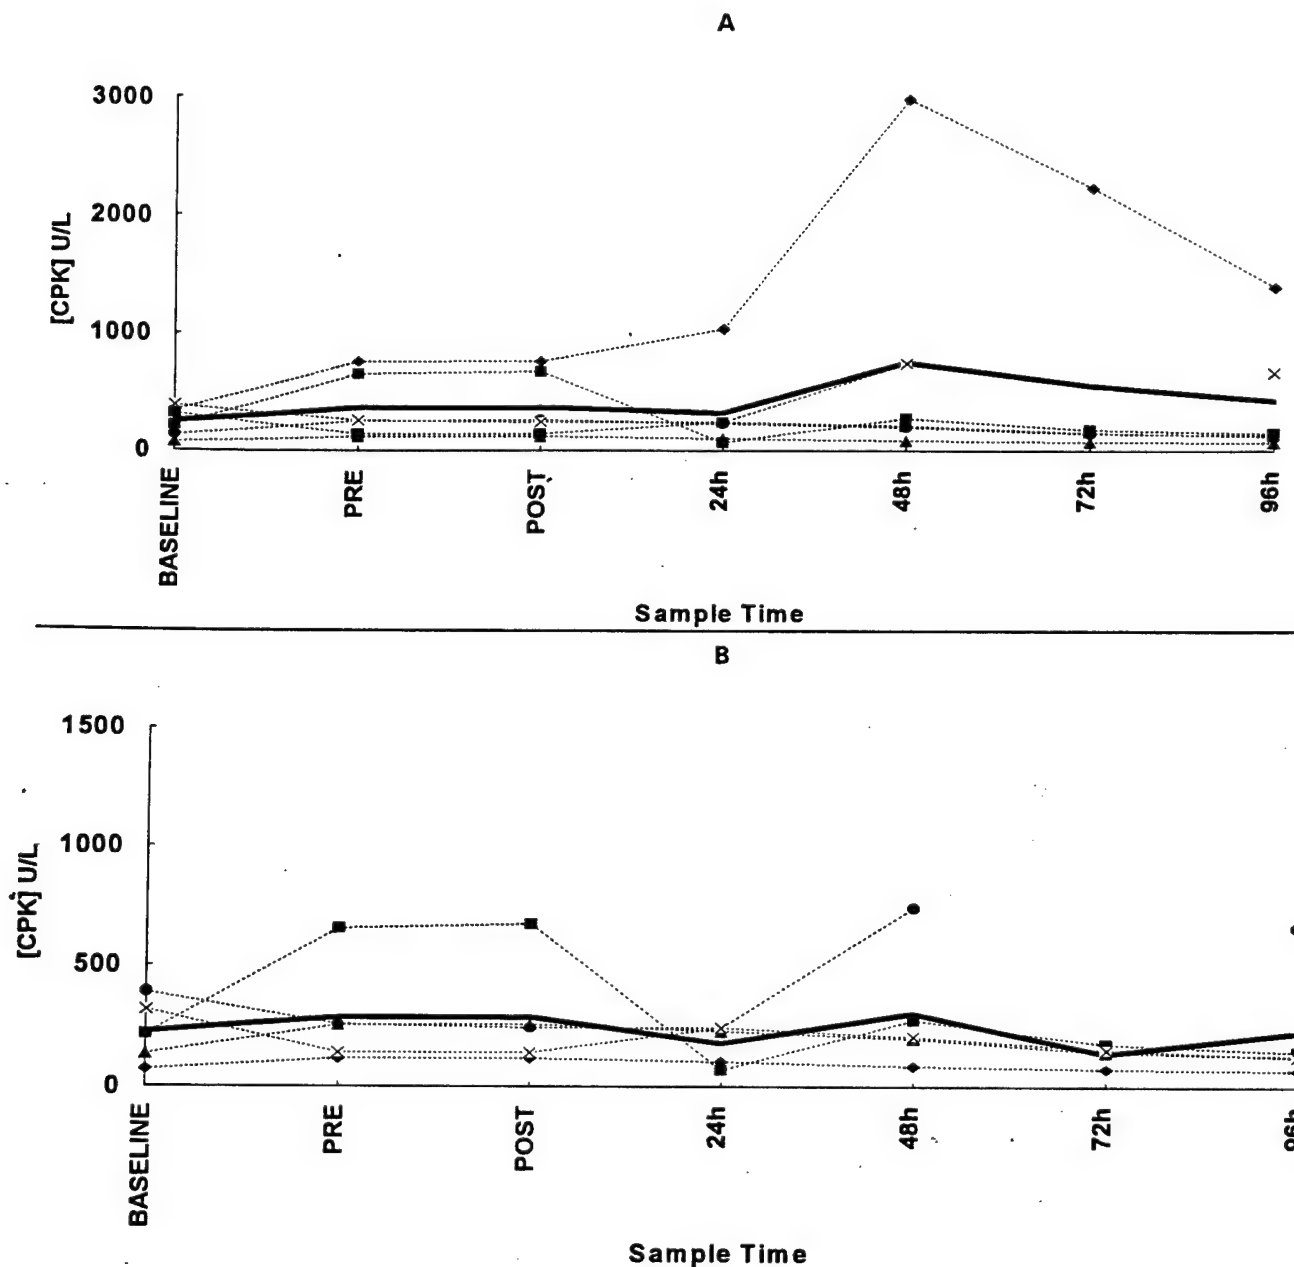 A
3000
2000
1000
0
[CPK] U/L
BASELINE
PRE
POST
24h
48h
72h
96h
Sample Time
B
1500
1000
500
0
[CPK] U/L
BASELINE
PRE
POST
24h
48h
72h
96h
Sample Time